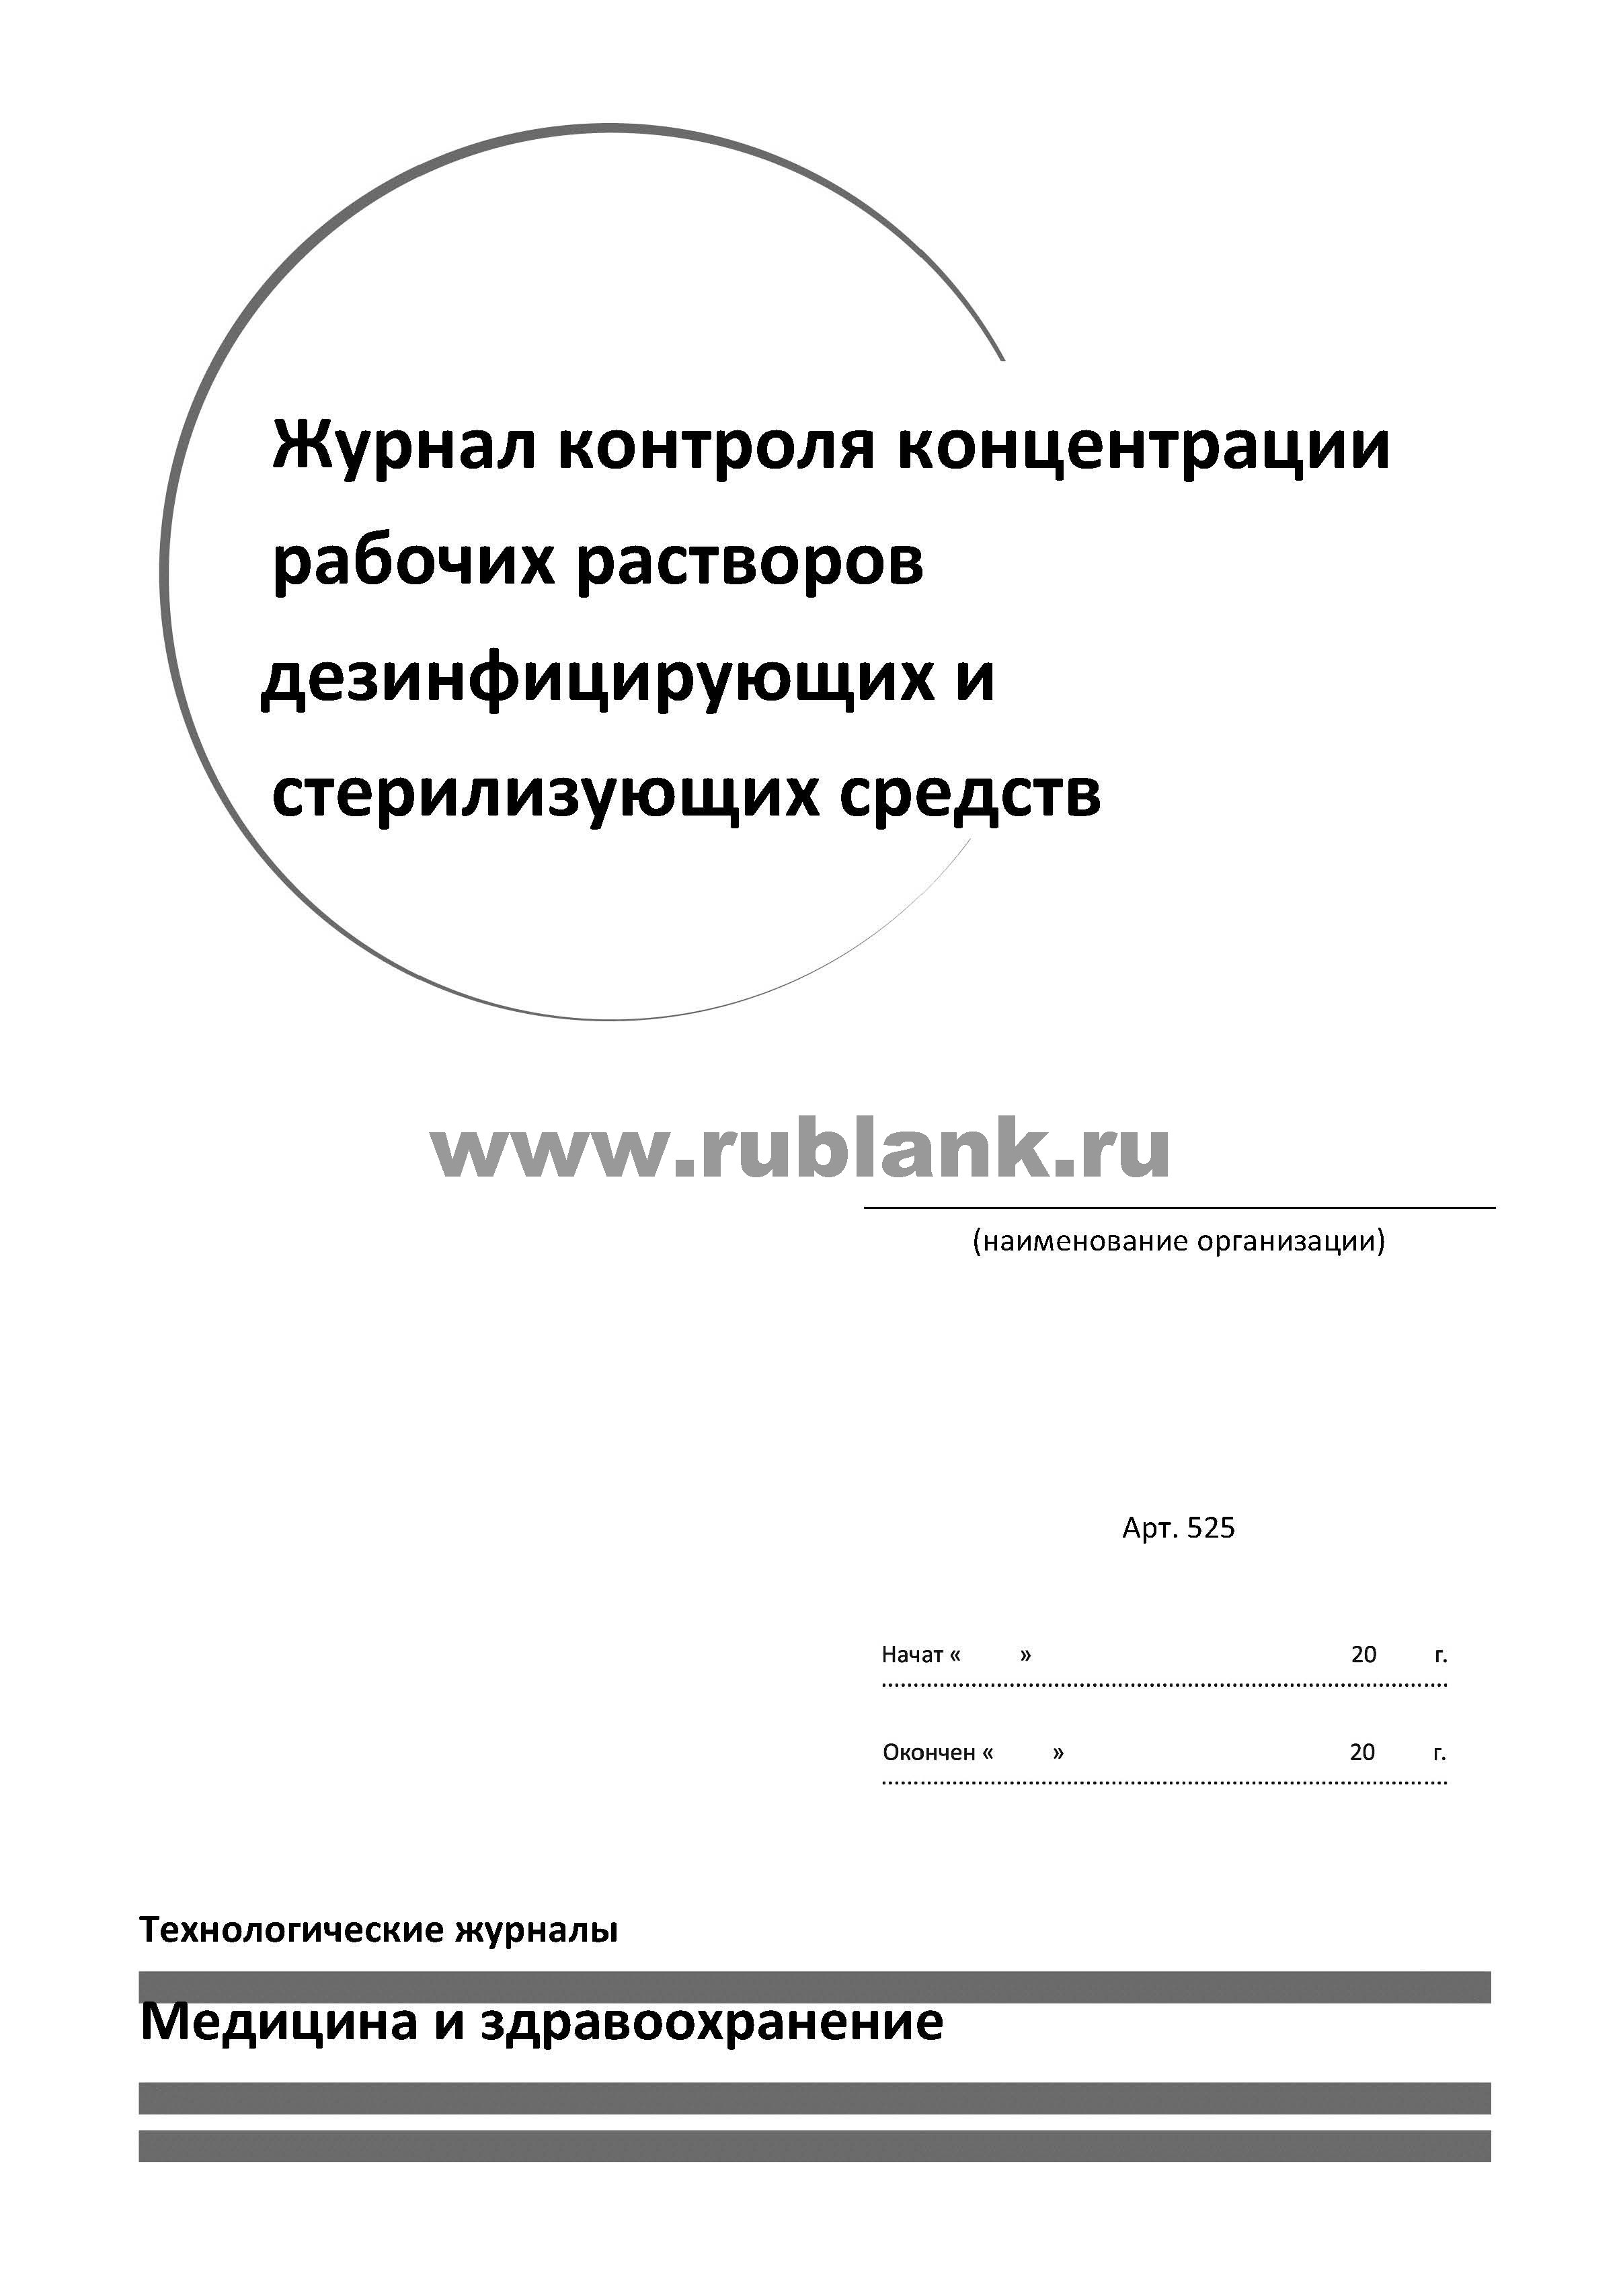 Журнал контроля концентрации
рабочих растворов
дезинфицирующих и
стерилизующих средств
www.rublank.ru
(наименование организации)
Арт. 525
Начат « » 20 г.
Окончен « » 20 г.
Технологические журналы
Медицина и здравоохранение